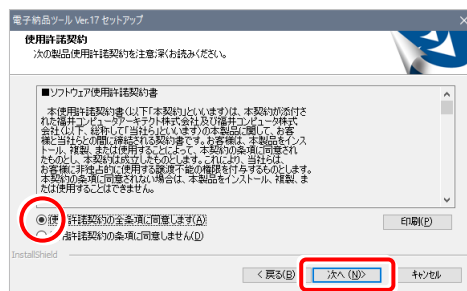 電子納品ツール Ver.17 セットアップ
使用許諾契約
次の製品使用許諾契約を注意深くお読みください。
■ソフトウェア使用許諾契約書
本使用許諾契約書(以下「本契約」といいます)は、本契約が添付さ
れた福井コンピュータアーキテクト株式会社及び福井コンピュータ株式
会社(以下、総称して「当社ら」といいます)の本製品に関して、お客
様と当社らとの間に締結される契約書です。お客様は、本製品をインス
トール、複製、または使用することによって、本契約の条項に同意され
たものとし、本契約は成立したものとします。これにより、当社らは、
お客様に非独占的に使用する譲渡不能の権限を付与するものとします。
本契約の条項に同意されない場合は、本製品をインストール、複製、ま
たは使用することはできません。
使 許諾契約の全条項に同意します(A)
許諾契約の条項に同意しません(D)
印刷(P)
InstallShield
< 戻る(B)
次へ (N)>
キャンセル